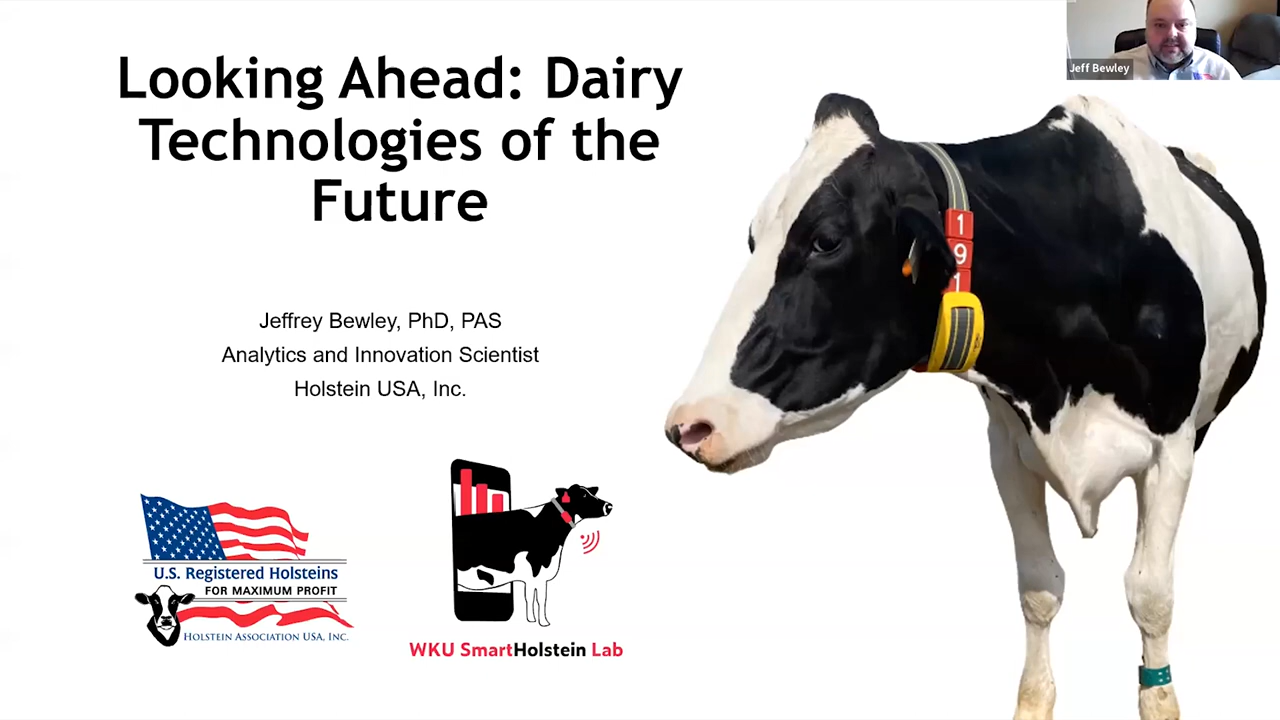 Jeff Bewley
Looking Ahead: Dairy
Technologies of the
Future
1
9
1
Jeffrey Bewley, PhD, PAS
Analytics and Innovation Scientist
Holstein USA, Inc.
U.S. Registered Holsteins
FOR MAXIMUM PROFIT
HOLSTEIN ASSOCIATION USA, INC.
WKU SmartHolstein Lab